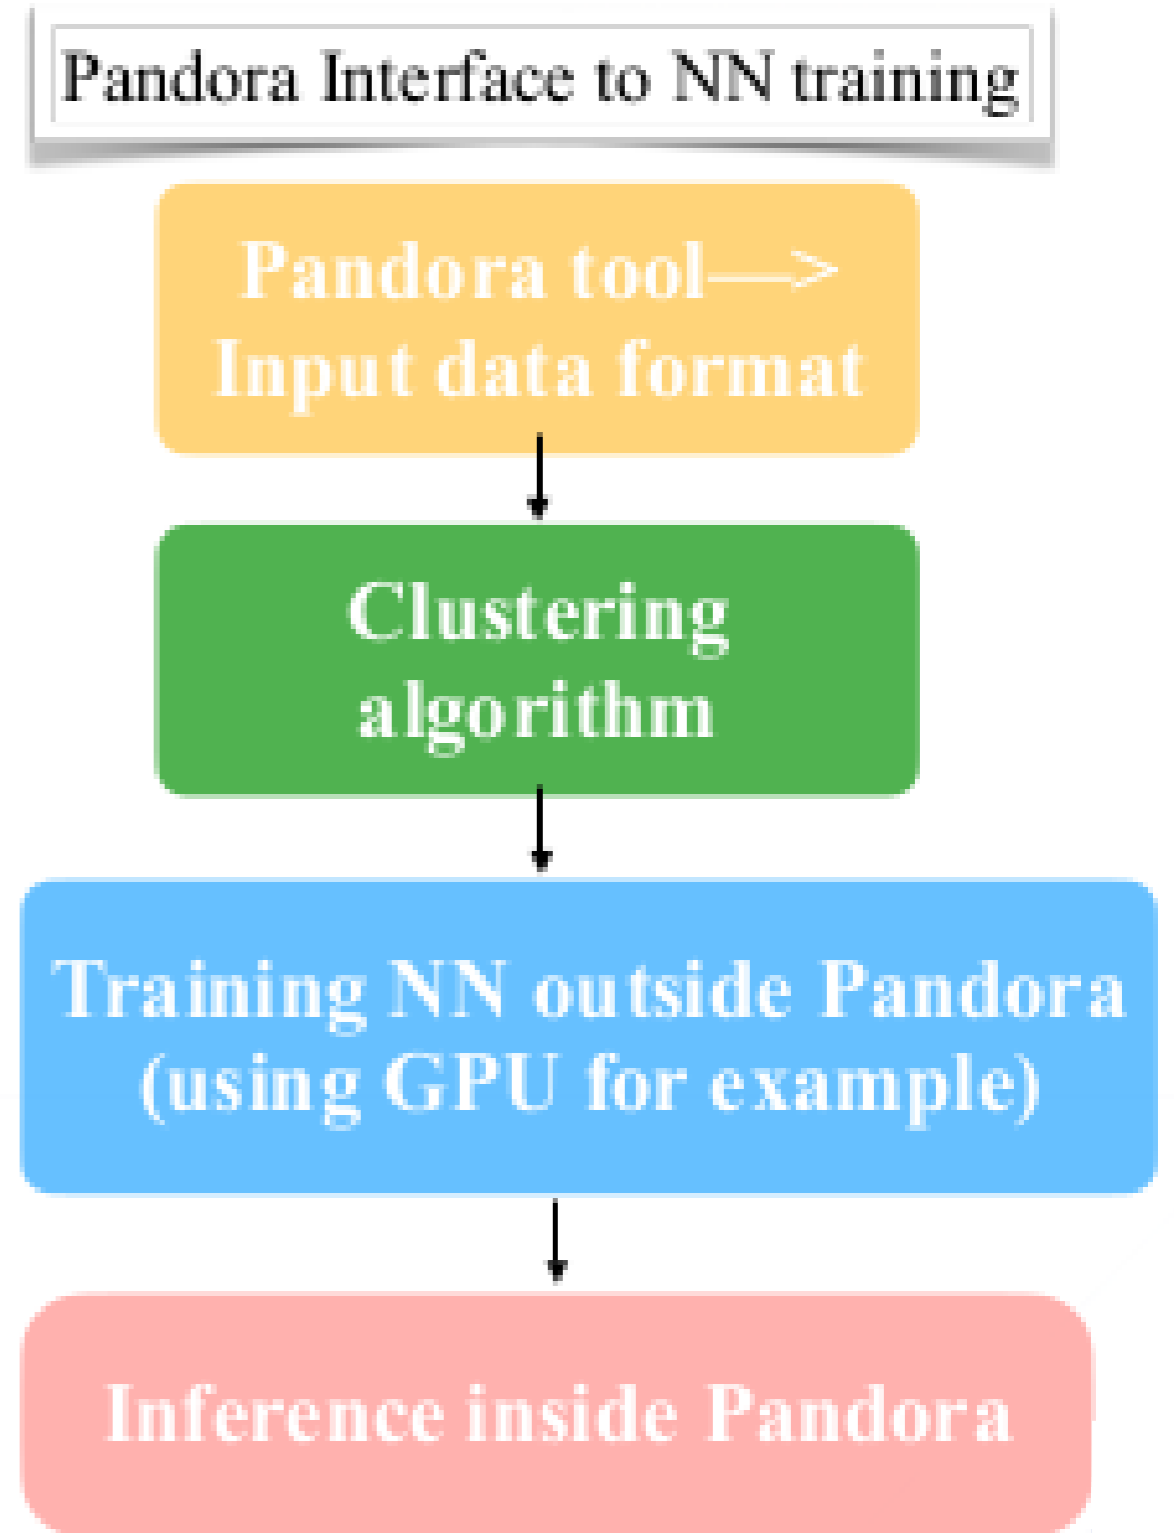 Pandora Interface to NN training
Pandora tool—>
Input data format
Clustering
algorithm
Training NN outside Pandora
(using GPU for example)
Inference inside Pandora